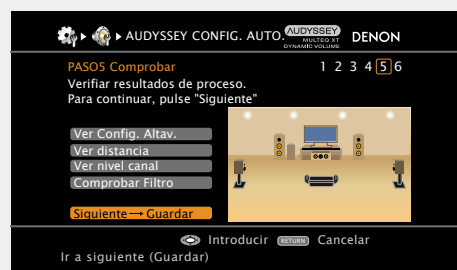 AUDYSSEY CONFIG. AUTO. AUDYSSEY MULTEQ XT DYNAMIC VOLUME DENON
PASO5 Comprobar 1 2 3 4 5 6
Verifiar resultados de proceso.
Para continuar, pulse "Siguiente"
Ver Config. Altav.
Ver distancia
Ver nivel canal
Comprobar Filtro
Siguiente → Guardar
Introducir RETURN Cancelar
Ir a siguiente (Guardar)